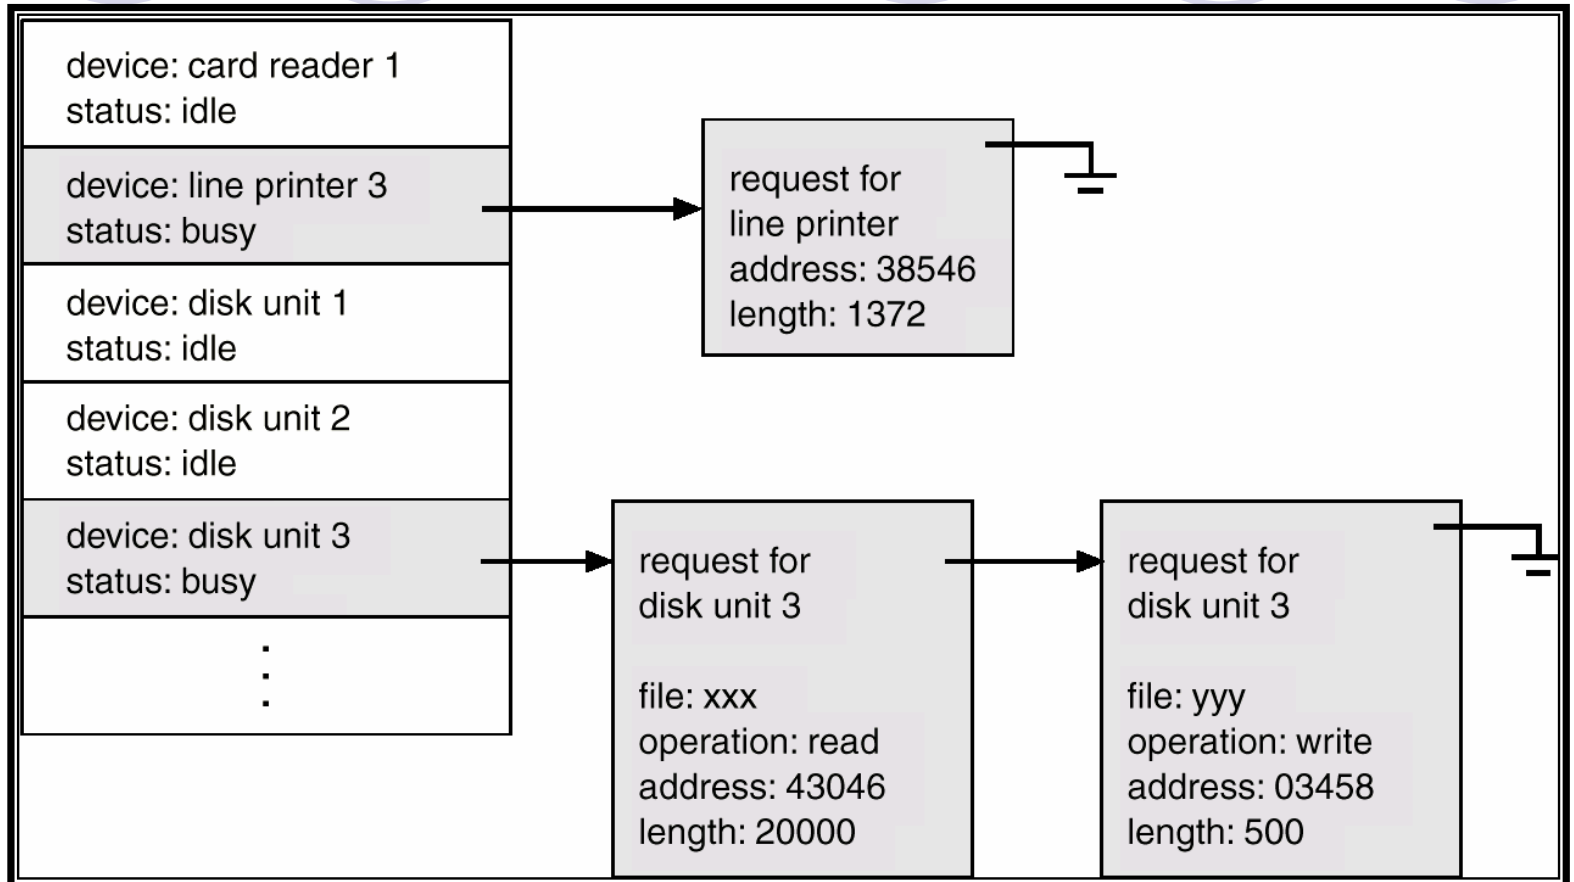 device: card reader 1
status: idle
device: line printer 3
status: busy
device: disk unit 1
status: idle
device: disk unit 2
status: idle
device: disk unit 3
status: busy
request for
line printer
address: 38546
length: 1372
request for
disk unit 3
file: xxx
operation: read
address: 43046
length: 20000
request for
disk unit 3
file: yyy
operation: write
address: 03458
length: 500